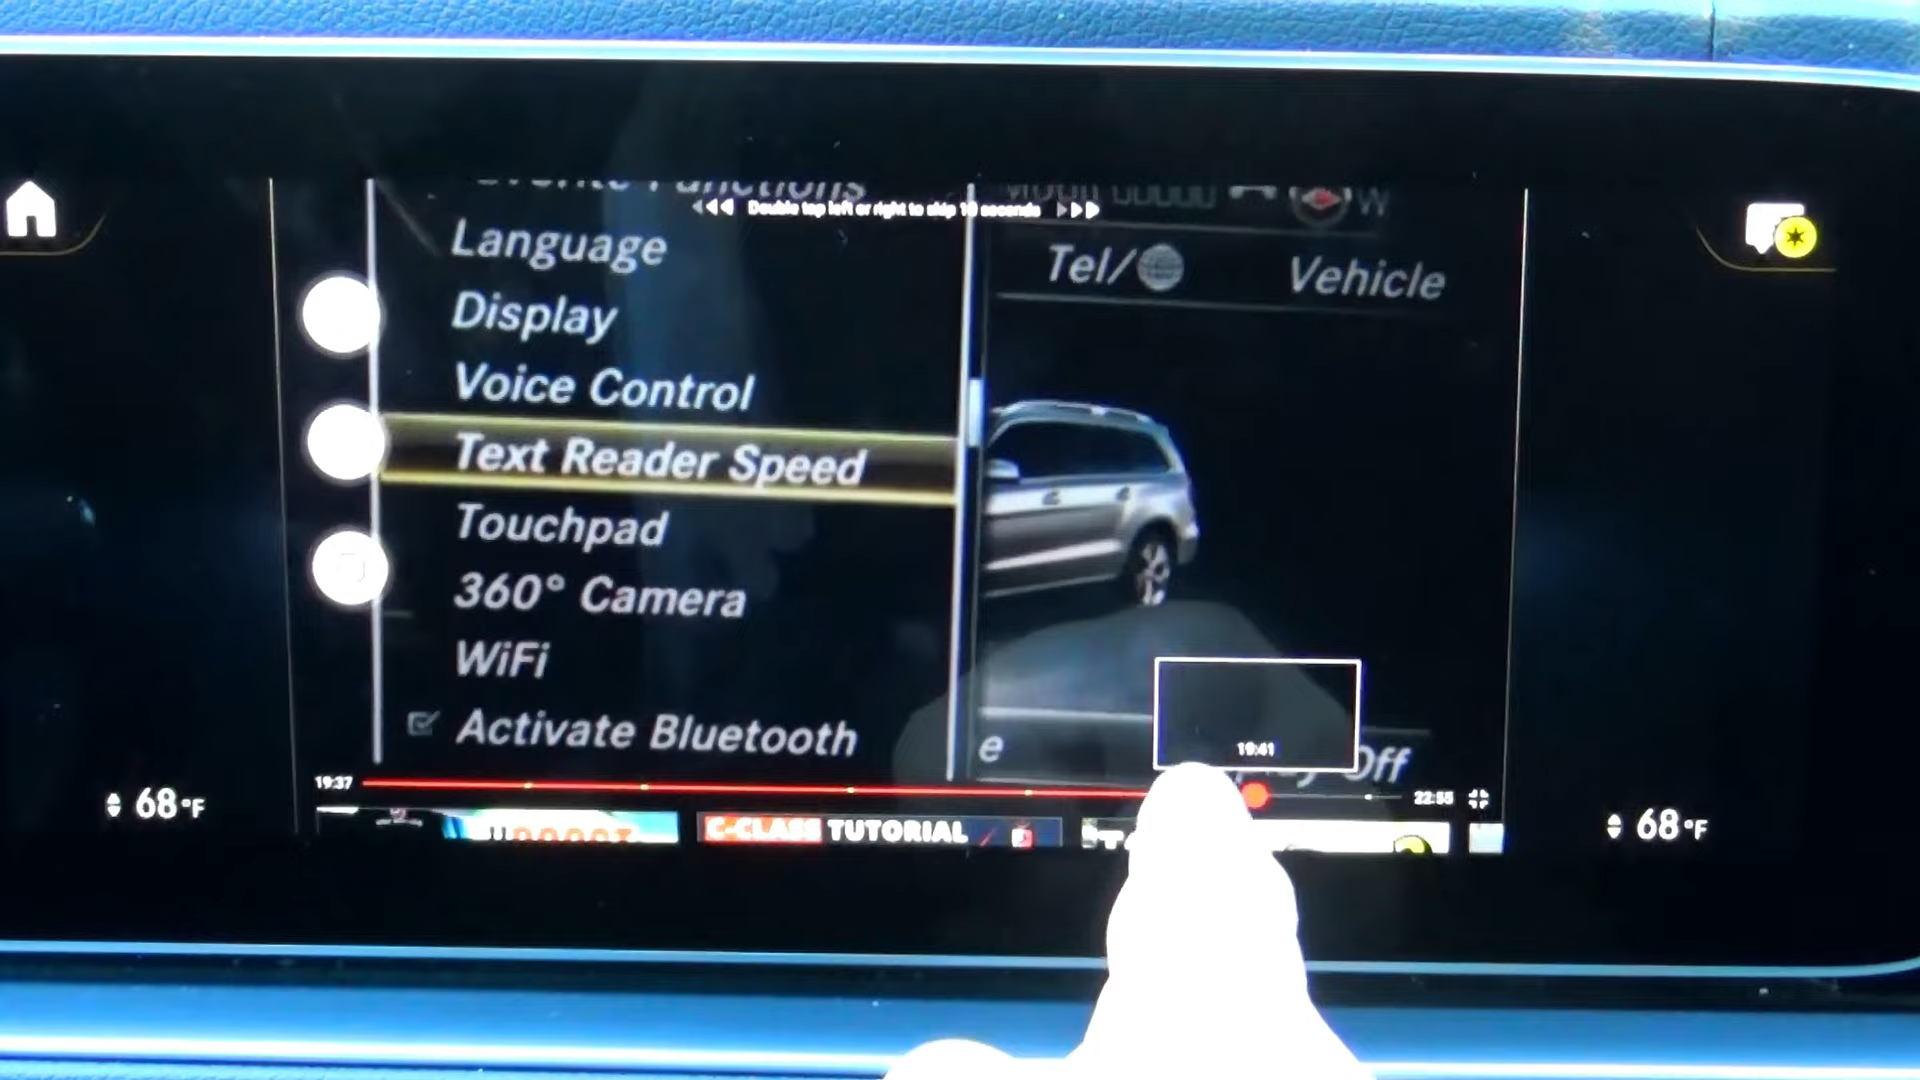 Functions
Double tap left or right to skip 10 seconds
W
Language
Tel/
Vehicle
Display
Voice Control
Text Reader Speed
Touchpad
360° Camera
WiFi
Activate Bluetooth
e
19:41
Off
19:37
22:55
68°F
68°F
C-CLASS TUTORIAL